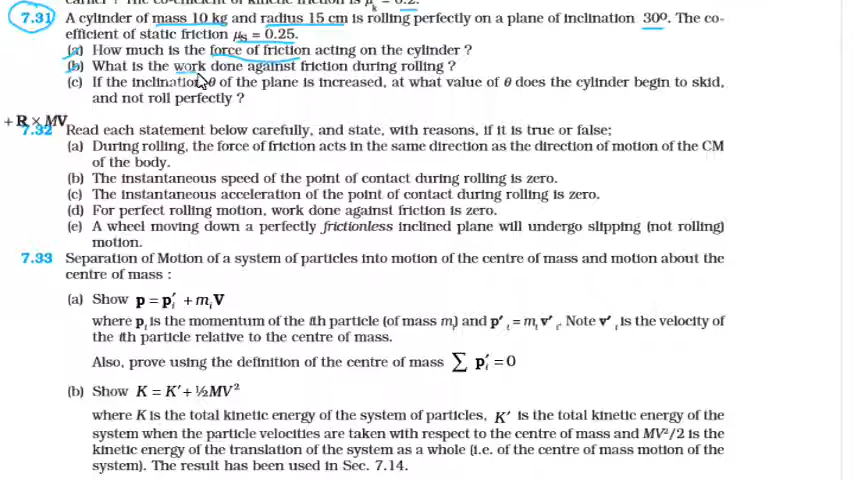 earlier ? The co-efficient of kinetic friction is μk = 0.2.
7.31 A cylinder of mass 10 kg and radius 15 cm is rolling perfectly on a plane of inclination 30°. The co-
efficient of static friction μs = 0.25.
(a) How much is the force of friction acting on the cylinder ?
(b) What is the work done against friction during rolling ?
(c) If the inclination θ of the plane is increased, at what value of θ does the cylinder begin to skid,
and not roll perfectly ?
+ R × MV
7.32 Read each statement below carefully, and state, with reasons, if it is true or false;
(a) During rolling, the force of friction acts in the same direction as the direction of motion of the CM
of the body.
(b) The instantaneous speed of the point of contact during rolling is zero.
(c) The instantaneous acceleration of the point of contact during rolling is zero.
(d) For perfect rolling motion, work done against friction is zero.
(e) A wheel moving down a perfectly frictionless inclined plane will undergo slipping (not rolling)
motion.
7.33 Separation of Motion of a system of particles into motion of the centre of mass and motion about the
centre of mass :
(a) Show p = p′i + miV
where pi is the momentum of the ith particle (of mass mi) and p′i = mi v′i. Note v′i is the velocity of
the ith particle relative to the centre of mass.
Also, prove using the definition of the centre of mass ∑ p′i = 0
(b) Show K = K′ + ½MV²
where K is the total kinetic energy of the system of particles, K′ is the total kinetic energy of the
system when the particle velocities are taken with respect to the centre of mass and MV²/2 is the
kinetic energy of the translation of the system as a whole (i.e. of the centre of mass motion of the
system). The result has been used in Sec. 7.14.